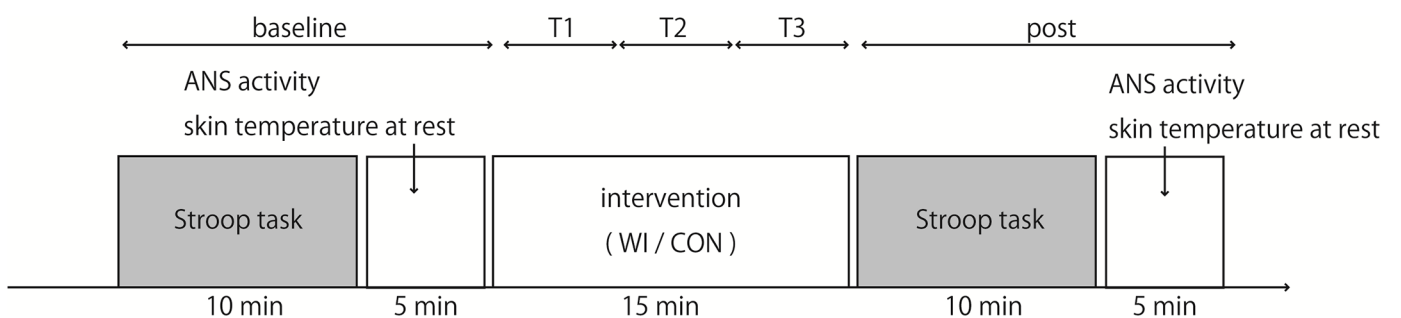 baseline T1 T2 T3 post
ANS activity
skin temperature at rest
ANS activity
skin temperature at rest
Stroop task
intervention
( WI / CON )
Stroop task
10 min 5 min 15 min 10 min 5 min